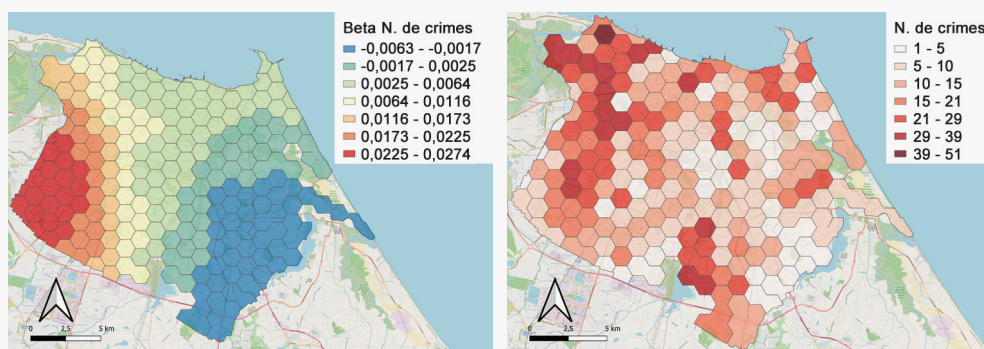 Beta N. de crimes
-0,0063 - -0,0017
-0,0017 - 0,0025
0,0025 - 0,0064
0,0064 - 0,0116
0,0116 - 0,0173
0,0173 - 0,0225
0,0225 - 0,0274
0 2,5 5 km
N. de crimes
1 - 5
5 - 10
10 - 15
15 - 21
21 - 29
29 - 39
39 - 51
0 2,5 5 km